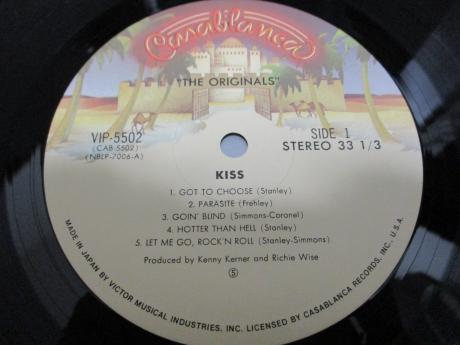 Casablanca
"THE ORIGINALS"
VIP-5502
(CAB-5502)
(NBLP-7006-A)
SIDE 1
STEREO 33 1/3
KISS
1. GOT TO CHOOSE (Stanley)
2. PARASITE (Frehley)
3. GOIN' BLIND (Simmons-Coronel)
4. HOTTER THAN HELL (Stanley)
5. LET ME GO, ROCK'N ROLL (Stanley-Simmons)
Produced by Kenny Kerner and Richie Wise
Ⓢ
MADE IN JAPAN BY VICTOR MUSICAL INDUSTRIES, INC. LICENSED BY CASABLANCA RECORDS, INC., U.S.A.